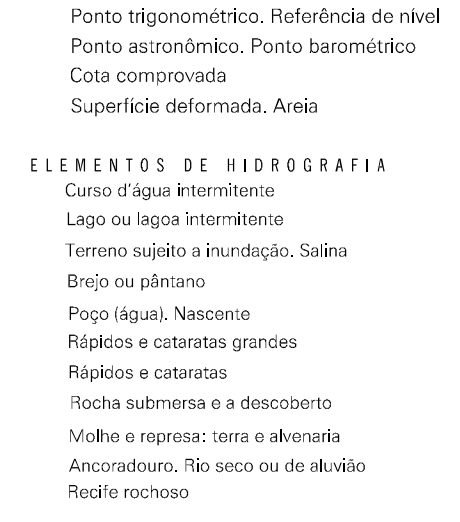 Ponto trigonométrico. Referência de nível
Ponto astronômico. Ponto barométrico
Cota comprovada
Superfície deformada. Areia
ELEMENTOS DE HIDROGRAFIA
Curso d'água intermitente
Lago ou lagoa intermitente
Terreno sujeito a inundação. Salina
Brejo ou pântano
Poço (água). Nascente
Rápidos e cataratas grandes
Rápidos e cataratas
Rocha submersa e a descoberto
Molhe e represa: terra e alvenaria
Ancoradouro. Rio seco ou de aluvião
Recife rochoso